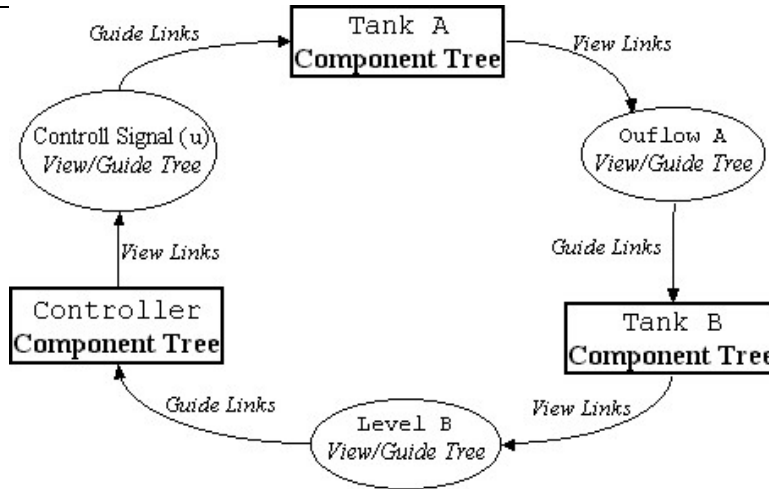 Guide Links
Tank A
Component Tree
View Links
Controll Signal (u)
View/Guide Tree
Ouflow A
View/Guide Tree
View Links
Guide Links
Controller
Component Tree
Tank B
Component Tree
Guide Links
View Links
Level B
View/Guide Tree